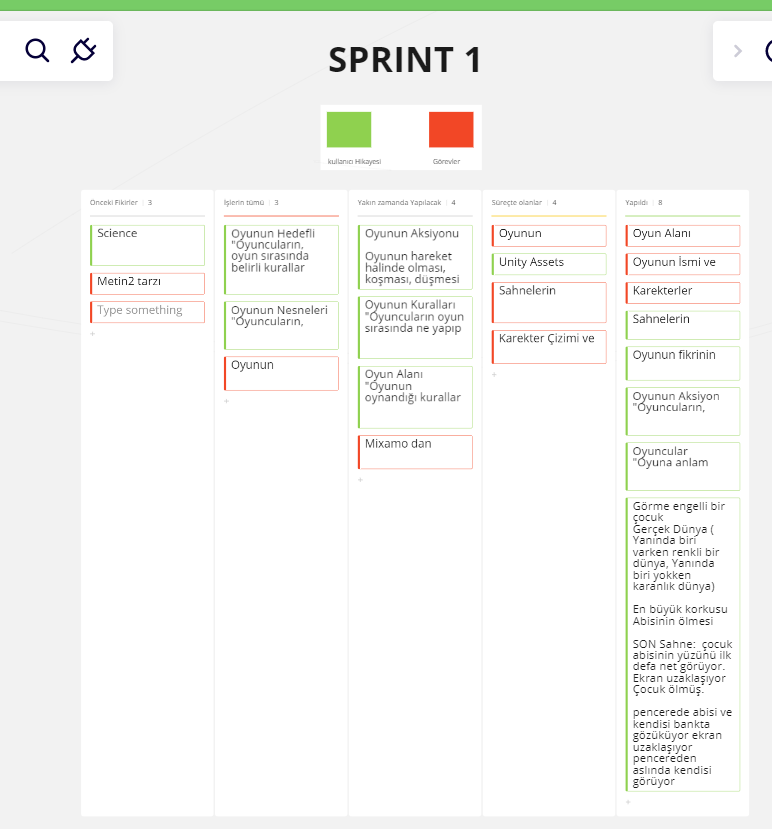 SPRINT 1
kullanıcı Hikayesi
Görevler
Önceki Fikirler | 3
Science
Metin2 tarzı
Type something
İşlerin tümü | 3
Oyunun Hedefli
"Oyuncuların,
oyun sırasında
belirli kurallar
Oyunun Nesneleri
"Oyuncuların,
Oyunun
Yakın zamanda Yapılacak | 4
Oyunun Aksiyonu
Oyunun hareket
halinde olması,
koşması, düşmesi
Oyunun Kuralları
"Oyuncuların oyun
sırasında ne yapıp
Oyun Alanı
"Oyunun
oynandığı kurallar
Mixamo dan
Süreçte olanlar | 4
Oyunun
Unity Assets
Sahnelerin
Karekter Çizimi ve
Yapıldı | 8
Oyun Alanı
Oyunun İsmi ve
Karekterler
Sahnelerin
Oyunun fikrinin
Oyunun Aksiyon
"Oyuncuların,
Oyuncular
"Oyuna anlam
Görme engelli bir
çocuk
Gerçek Dünya (
Yanında biri
varken renkli bir
dünya, Yanında
biri yokken
karanlık dünya)
En büyük korkusu
Abisinin ölmesi
SON Sahne: çocuk
abisinin yüzünü ilk
defa net görüyor.
Ekran uzaklaşıyor
Çocuk ölmüş.
pencerede abisi ve
kendisi bankta
gözüküyor ekran
uzaklaşıyor
pencereden
aslında kendisi
görüyor